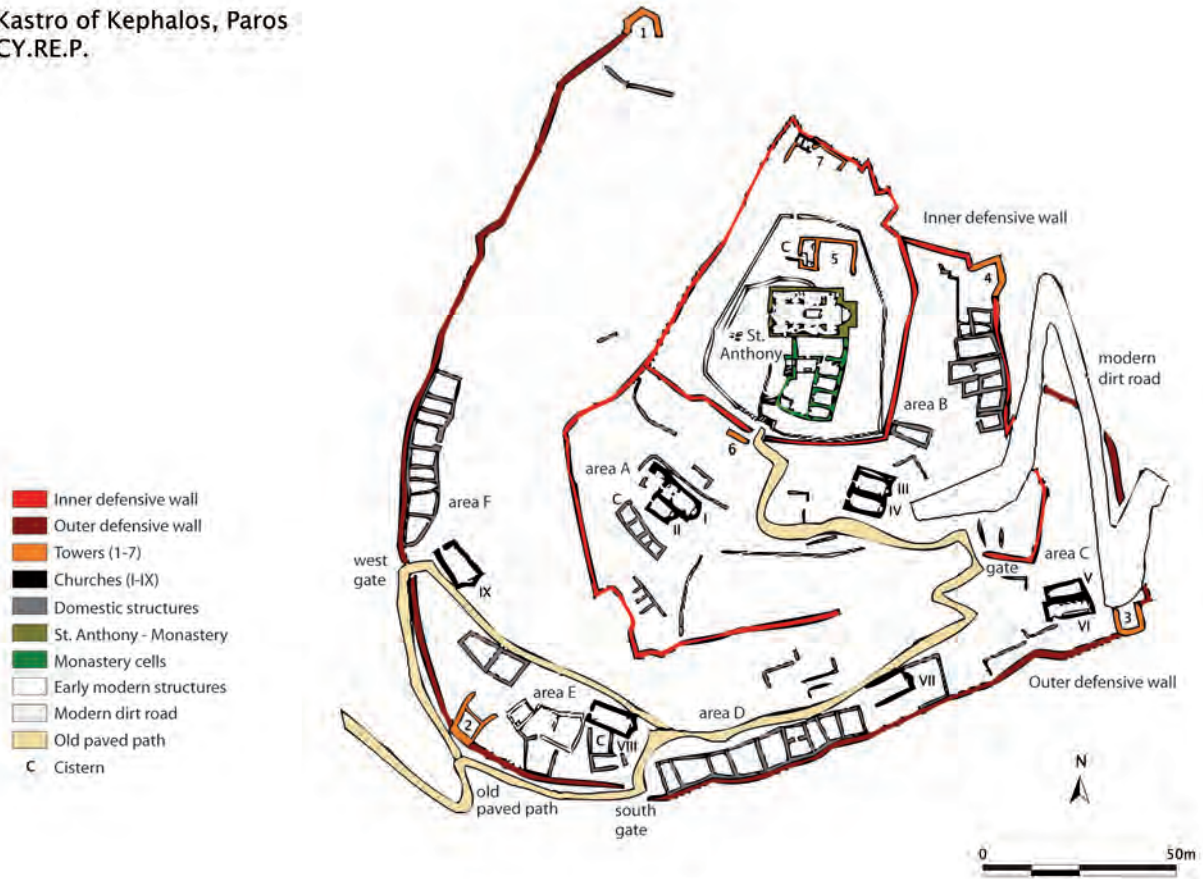 Kastro of Kephalos, Paros
CY.RE.P.
1
7
Inner defensive wall
C
5
4
St.
Anthony
modern
dirt road
area B
6
area A
III
IV
C
I
II
area F
area C
gate
west
gate
IX
V
VI
3
VII
Outer defensive wall
area E
area D
2
C
VIII
old
paved path
south
gate
Inner defensive wall
Outer defensive wall
Towers (1-7)
Churches (I-IX)
Domestic structures
St. Anthony - Monastery
Monastery cells
Early modern structures
Modern dirt road
Old paved path
C Cistern
N
0 50m